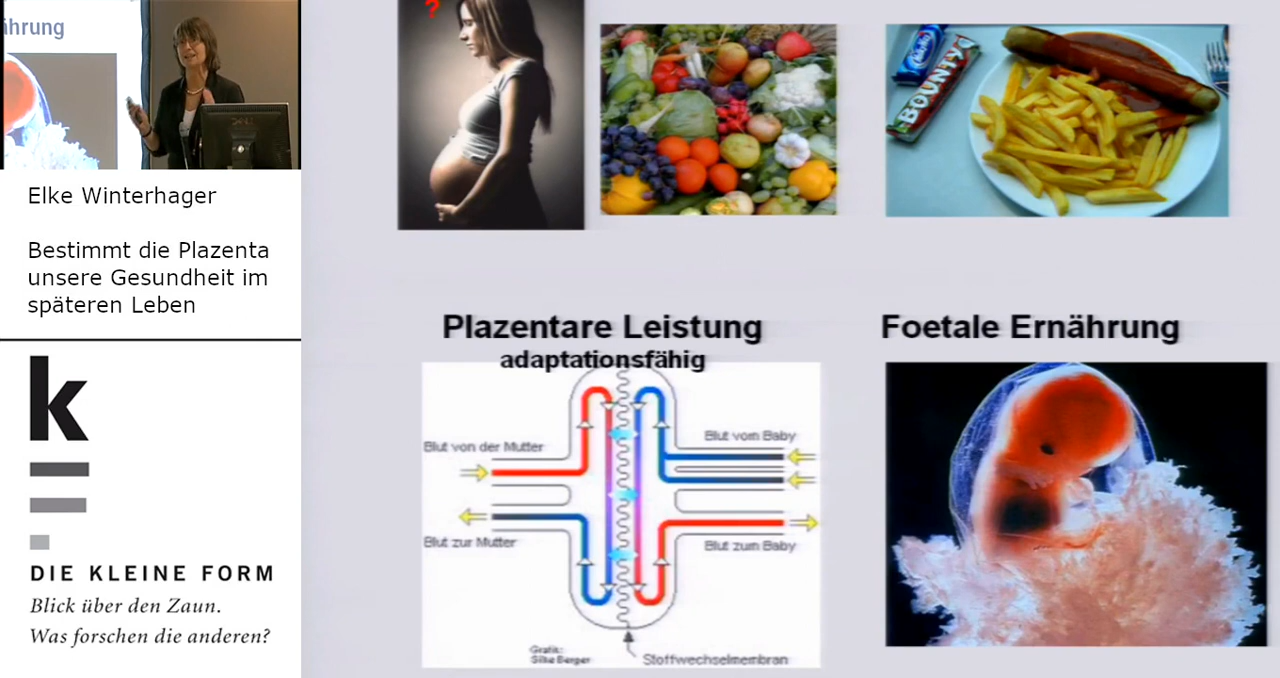 ährung
DELL
Elke Winterhager
Bestimmt die Plazenta
unsere Gesundheit im
späteren Leben
k
DIE KLEINE FORM
Blick über den Zaun.
Was forschen die anderen?
?
BOUNTY
Plazentare Leistung
adaptationsfähig
Blut von der Mutter
Blut zur Mutter
Blut vom Baby
Blut zum Baby
Grafik:
Silke Berger
Stoffwechselmembran
Foetale Ernährung